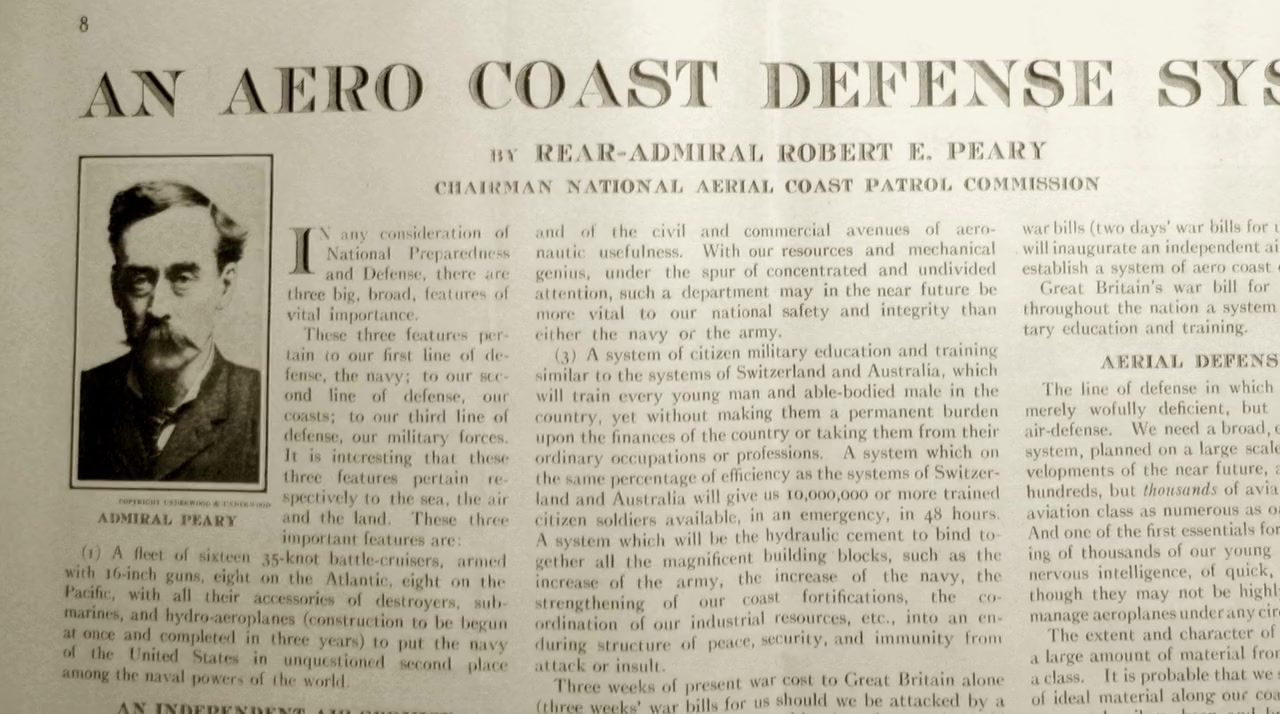 8
AN AERO COAST DEFENSE SYS
BY REAR-ADMIRAL ROBERT E. PEARY
CHAIRMAN NATIONAL AERIAL COAST PATROL COMMISSION
COPYRIGHT UNDERWOOD & UNDERWOOD
ADMIRAL PEARY
IN any consideration of
National Preparedness
and Defense, there are
three big, broad, features of
vital importance.
These three features per-
tain to our first line of de-
fense, the navy; to our sec-
ond line of defense, our
coasts; to our third line of
defense, our military forces.
It is interesting that these
three features pertain re-
spectively to the sea, the air
and the land. These three
important features are:
(1) A fleet of sixteen 35-knot battle-cruisers, armed
with 16-inch guns, eight on the Atlantic, eight on the
Pacific, with all their accessories of destroyers, sub-
marines, and hydro-aeroplanes (construction to be begun
at once and completed in three years) to put the navy
of the United States in unquestioned second place
among the naval powers of the world.
AN INDEPENDENT AIR
and of the civil and commercial avenues of aero-
nautic usefulness. With our resources and mechanical
genius, under the spur of concentrated and undivided
attention, such a department may in the near future be
more vital to our national safety and integrity than
either the navy or the army.
(3) A system of citizen military education and training
similar to the systems of Switzerland and Australia, which
will train every young man and able-bodied male in the
country, yet without making them a permanent burden
upon the finances of the country or taking them from their
ordinary occupations or professions. A system which on
the same percentage of efficiency as the systems of Switzer-
land and Australia will give us 10,000,000 or more trained
citizen soldiers available, in an emergency, in 48 hours.
A system which will be the hydraulic cement to bind to-
gether all the magnificent building blocks, such as the
increase of the army, the increase of the navy, the
strengthening of our coast fortifications, the co-
ordination of our industrial resources, etc., into an en-
during structure of peace, security, and immunity from
attack or insult.
Three weeks of present war cost to Great Britain alone
(three weeks' war bills for us should we be attacked by a
war bills (two days' war bills for
will inaugurate an independent ai
establish a system of aero coast
Great Britain's war bill for
throughout the nation a system
tary education and training.
AERIAL DEFENS
The line of defense in which
merely wofully deficient, but
air-defense. We need a broad,
system, planned on a large scale
velopments of the near future,
hundreds, but thousands of avia
aviation class as numerous as o
And one of the first essentials for
ing of thousands of our young
nervous intelligence, of quick,
though they may not be highl
manage aeroplanes under any cir
The extent and character of
a large amount of material from
a class. It is probable that we
of ideal material along our coa